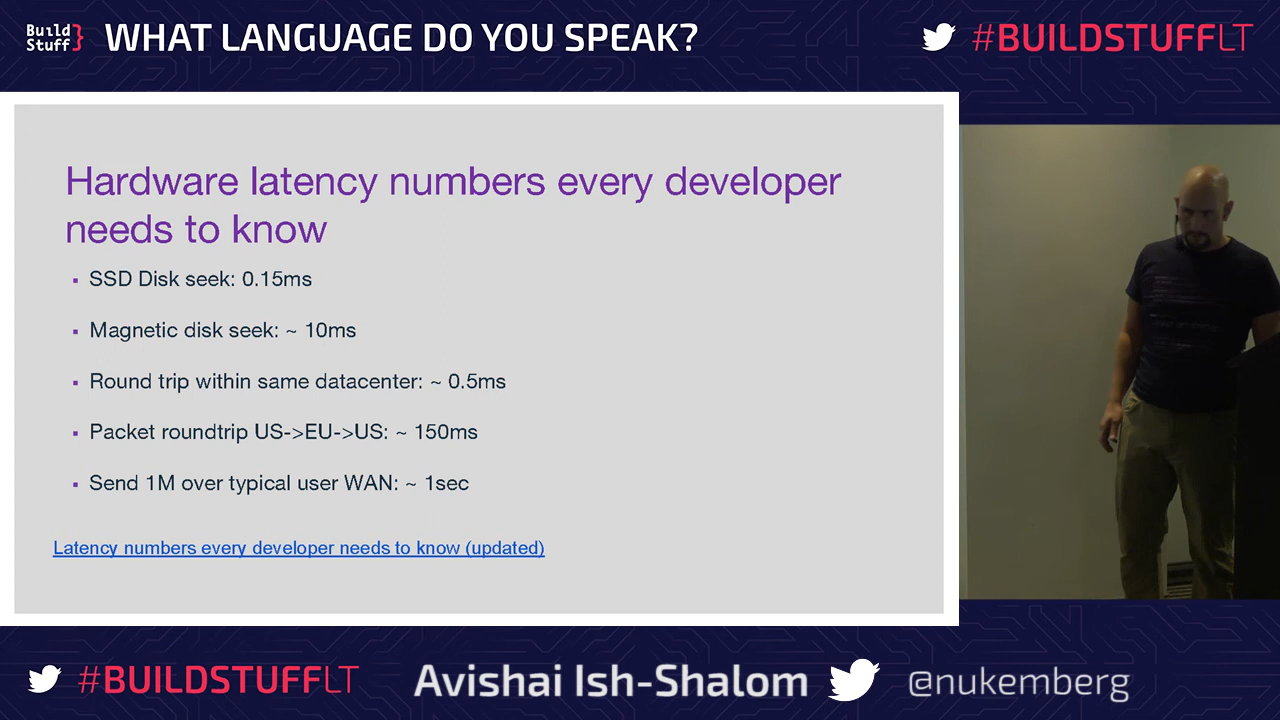 Build Stuff}
WHAT LANGUAGE DO YOU SPEAK?
#BUILDSTUFFLT
Hardware latency numbers every developer
needs to know
▪ SSD Disk seek: 0.15ms
▪ Magnetic disk seek: ~ 10ms
▪ Round trip within same datacenter: ~ 0.5ms
▪ Packet roundtrip US->EU->US: ~ 150ms
▪ Send 1M over typical user WAN: ~ 1sec
Latency numbers every developer needs to know (updated)
#BUILDSTUFFLT
Avishai Ish-Shalom
@nukemberg